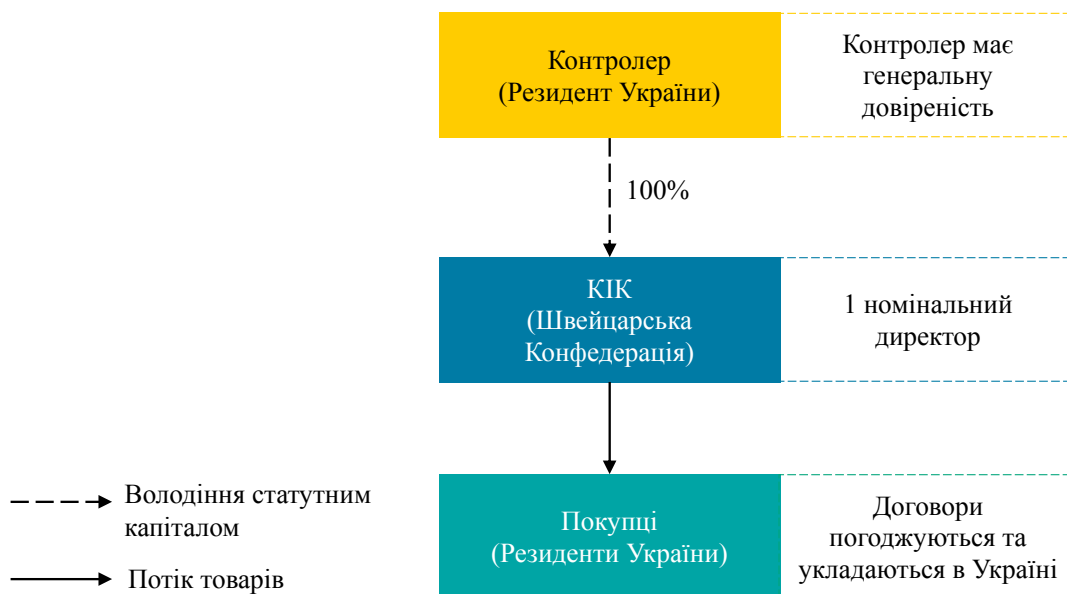 Контролер
(Резидент України)
Контролер має
генеральну
довіреність
100%
КІК
(Швейцарська
Конфедерація)
1 номінальний
директор
Володіння статутним
капіталом
Потік товарів
Покупці
(Резиденти України)
Договори
погоджуються та
укладаються в Україні